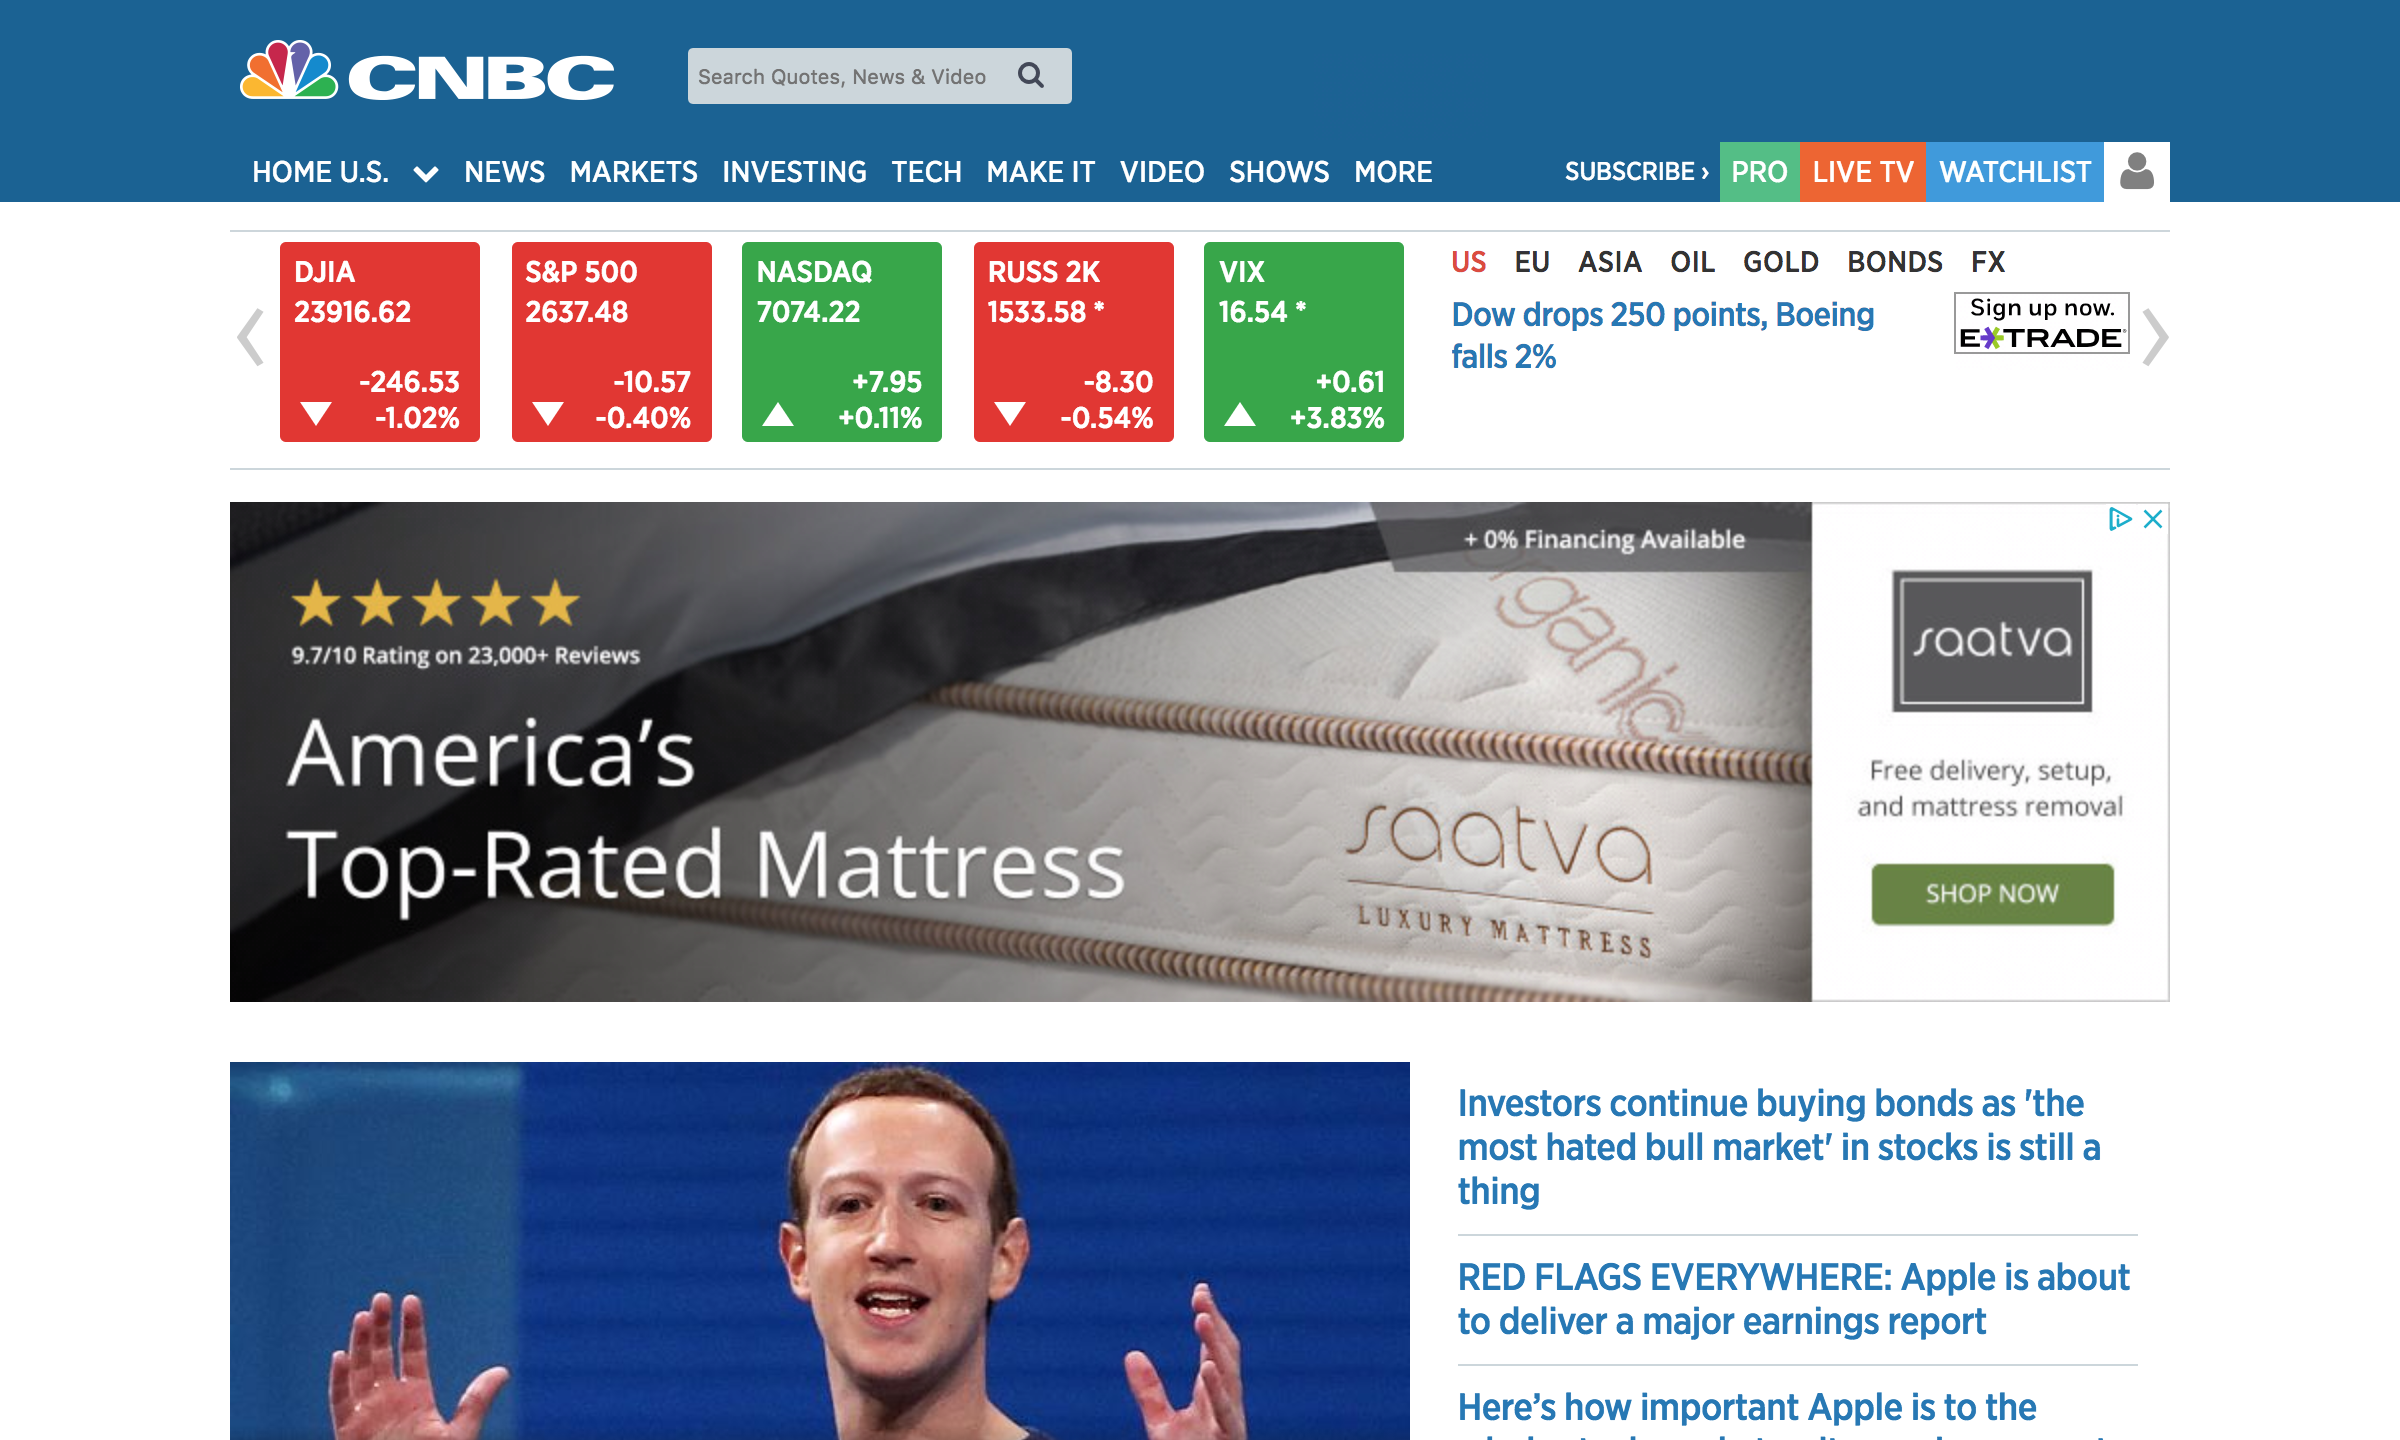 CNBC
Search Quotes, News & Video
HOME U.S. NEWS MARKETS INVESTING TECH MAKE IT VIDEO SHOWS MORE
SUBSCRIBE › PRO LIVE TV WATCHLIST
DJIA
23916.62
-246.53
-1.02%
S&P 500
2637.48
-10.57
-0.40%
NASDAQ
7074.22
+7.95
+0.11%
RUSS 2K
1533.58 *
-8.30
-0.54%
VIX
16.54 *
+0.61
+3.83%
US EU ASIA OIL GOLD BONDS FX
Dow drops 250 points, Boeing
falls 2%
Sign up now.
E*TRADE
+ 0% Financing Available
9.7/10 Rating on 23,000+ Reviews
America's
Top-Rated Mattress
organic
saatva
LUXURY MATTRESS
saatva
Free delivery, setup,
and mattress removal
SHOP NOW
Investors continue buying bonds as 'the
most hated bull market' in stocks is still a
thing
RED FLAGS EVERYWHERE: Apple is about
to deliver a major earnings report
Here’s how important Apple is to the